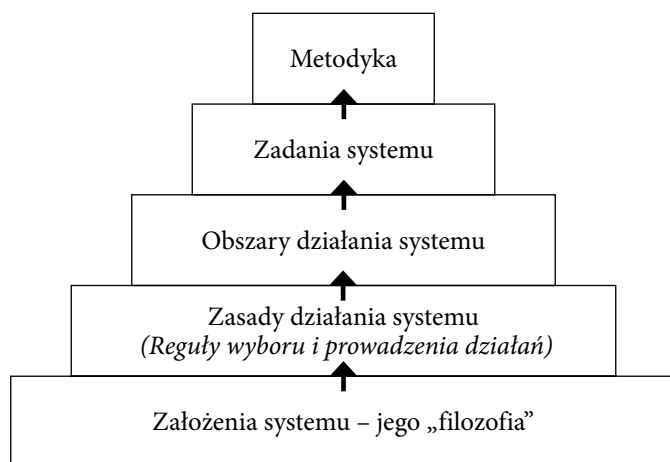 Metodyka
Zadania systemu
Obszary działania systemu
Zasady działania systemu
(Reguły wyboru i prowadzenia działań)
Założenia systemu – jego „filozofia”